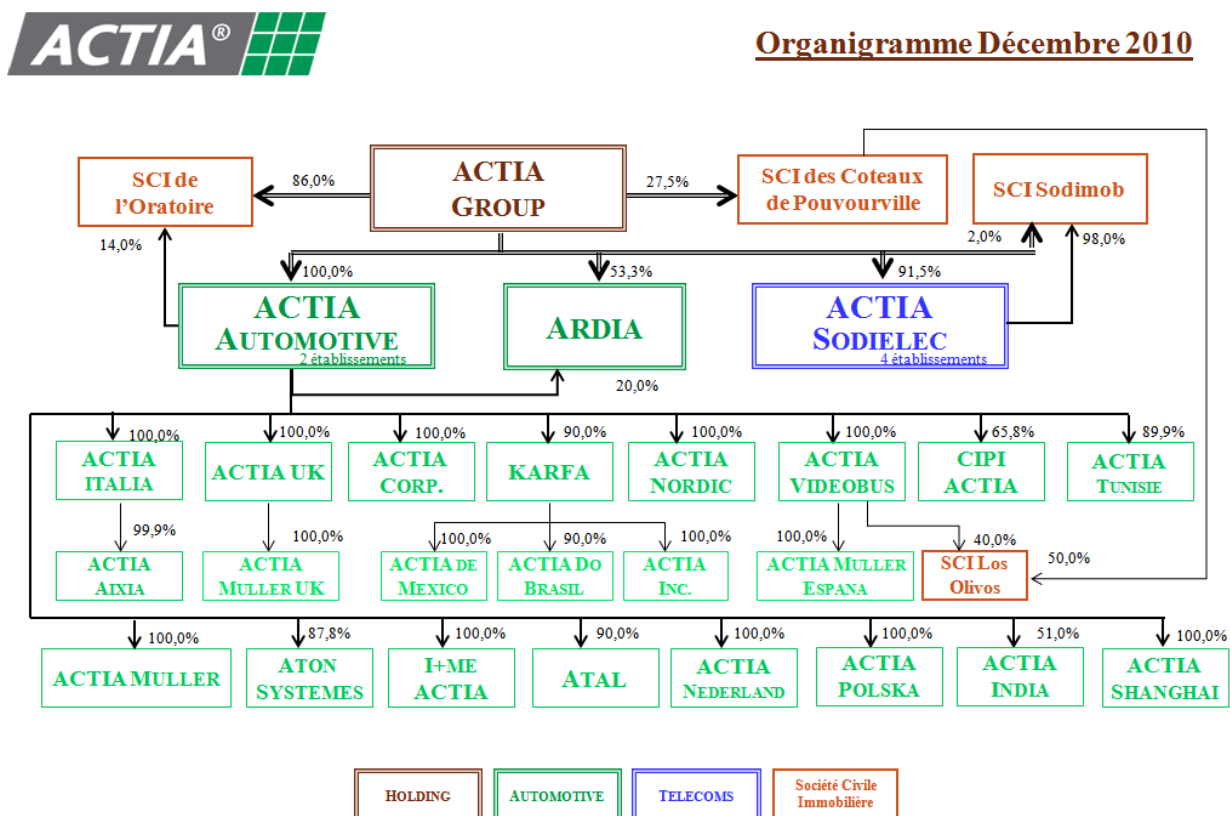 ACTIA®
Organigramme Décembre 2010
SCI de
l'Oratoire
86,0%
ACTIA
GROUP
27,5%
SCI des Coteaux
de Pouvourville
SCI Sodimob
14,0%
2,0%
98,0%
100,0%
53,3%
91,5%
ACTIA
AUTOMOTIVE
2 établissements
ARDIA
ACTIA
SODIELEC
4 établissements
20,0%
100,0%
100,0%
100,0%
90,0%
100,0%
100,0%
65,8%
89,9%
ACTIA
ITALIA
ACTIA UK
ACTIA
CORP.
KARFA
ACTIA
NORDIC
ACTIA
VIDEOBUS
CIPI
ACTIA
ACTIA
TUNISIE
99,9%
100,0%
100,0%
90,0%
100,0%
100,0%
40,0%
50,0%
ACTIA
AIXIA
ACTIA
MULLER UK
ACTIA DE
MEXICO
ACTIA DO
BRASIL
ACTIA
INC.
ACTIA MULLER
ESPANA
SCI Los
Olivos
100,0%
87,8%
100,0%
90,0%
100,0%
100,0%
51,0%
100,0%
ACTIA MULLER
ATON
SYSTEMES
I+ME
ACTIA
ATAL
ACTIA
NEDERLAND
ACTIA
POLSKA
ACTIA
INDIA
ACTIA
SHANGHAI
HOLDING
AUTOMOTIVE
TELECOMS
Société Civile
Immobilière